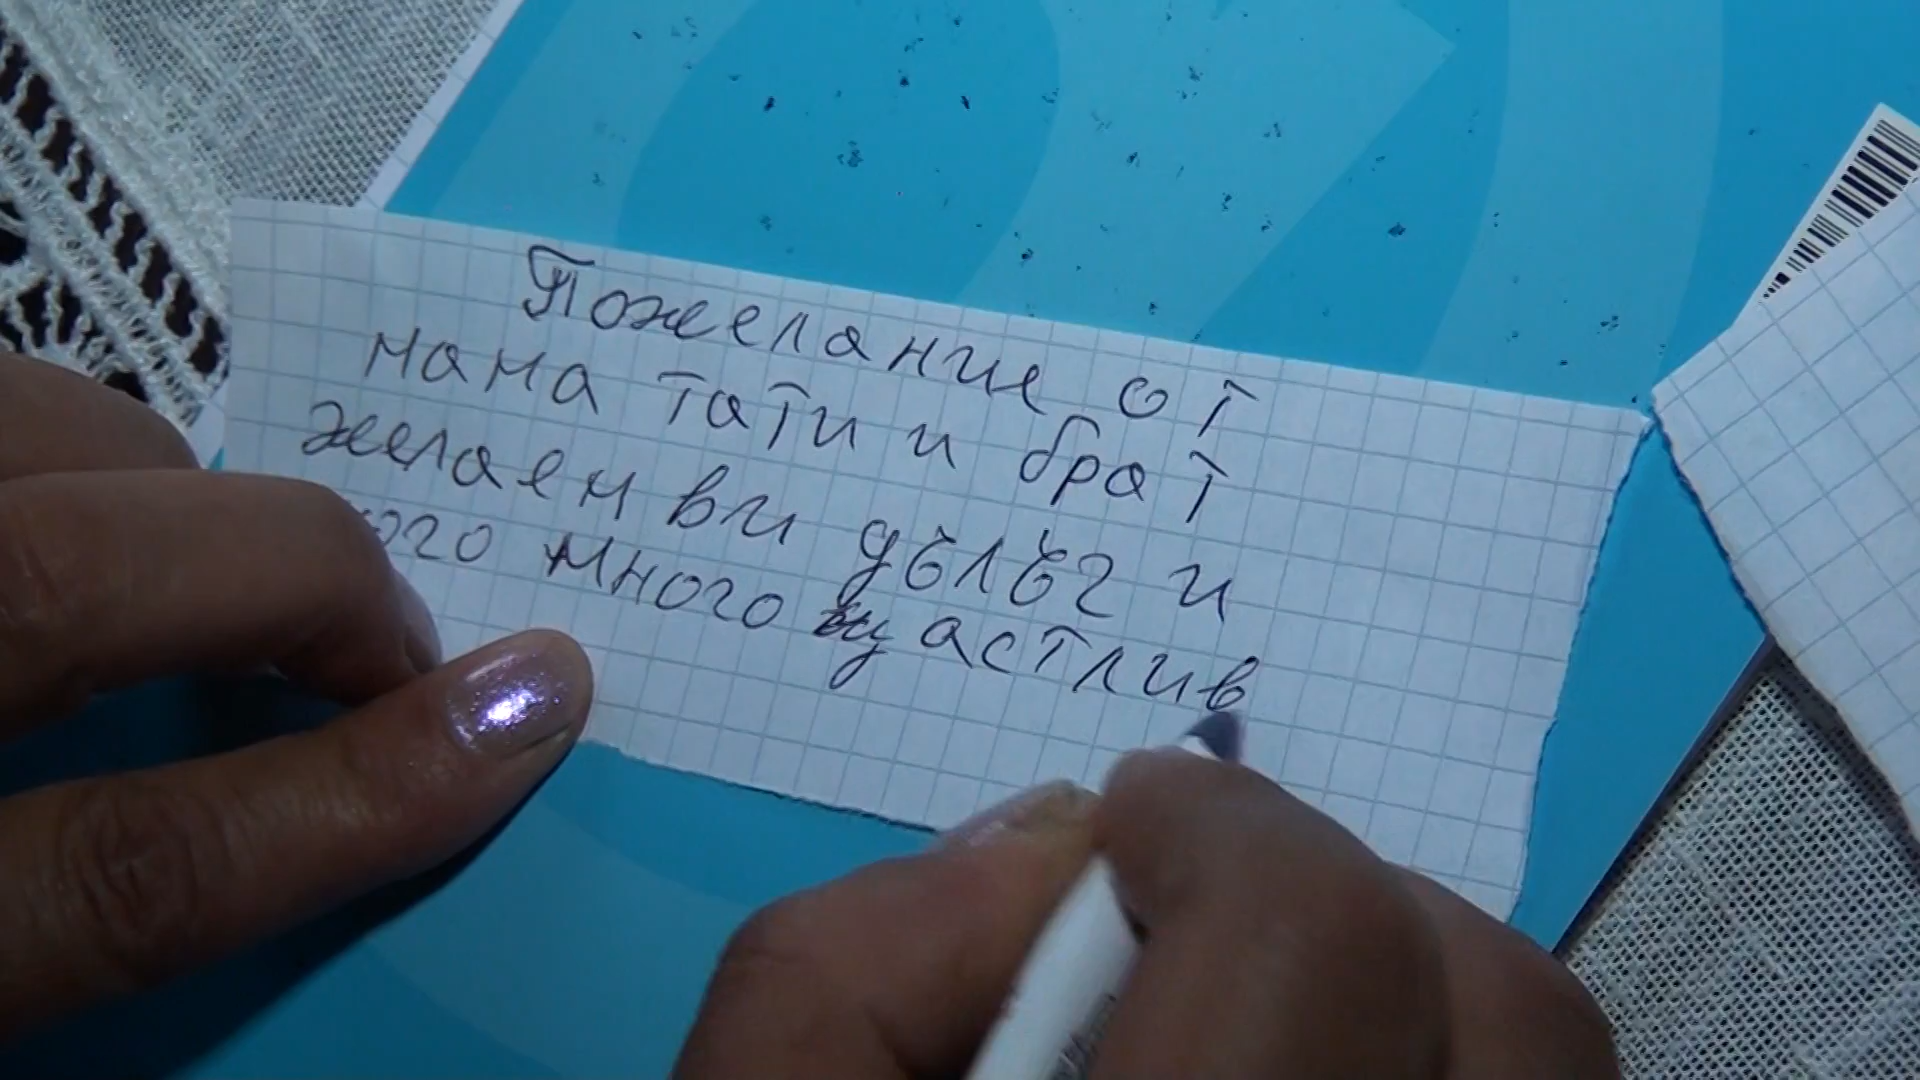 Пожелание от
мама тати и брат
желаем ви дълъг и
много щастлив